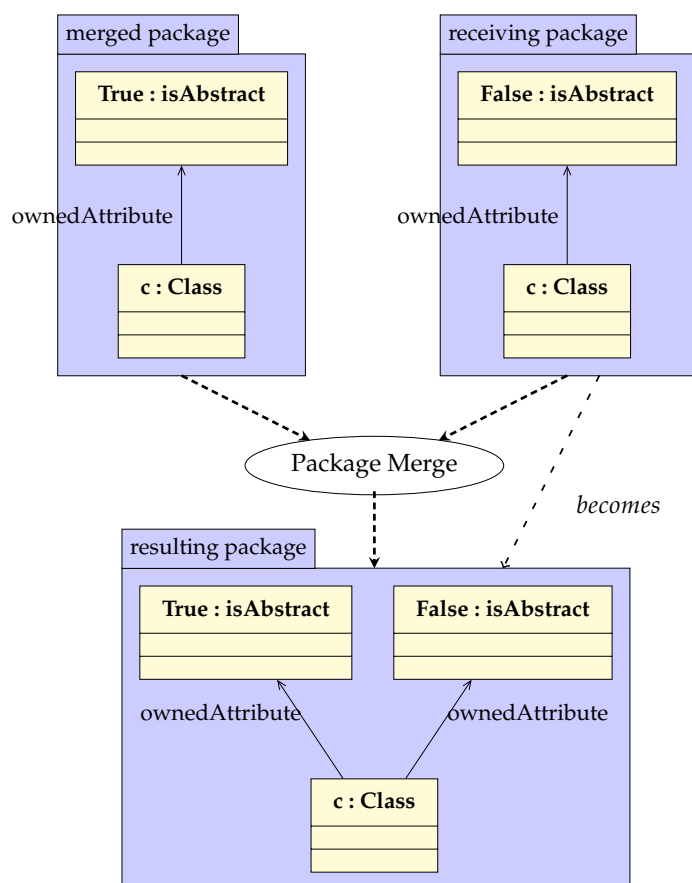 merged package
receiving package
True : isAbstract
False : isAbstract
ownedAttribute
ownedAttribute
c : Class
c : Class
Package Merge
becomes
resulting package
True : isAbstract
False : isAbstract
ownedAttribute
ownedAttribute
c : Class